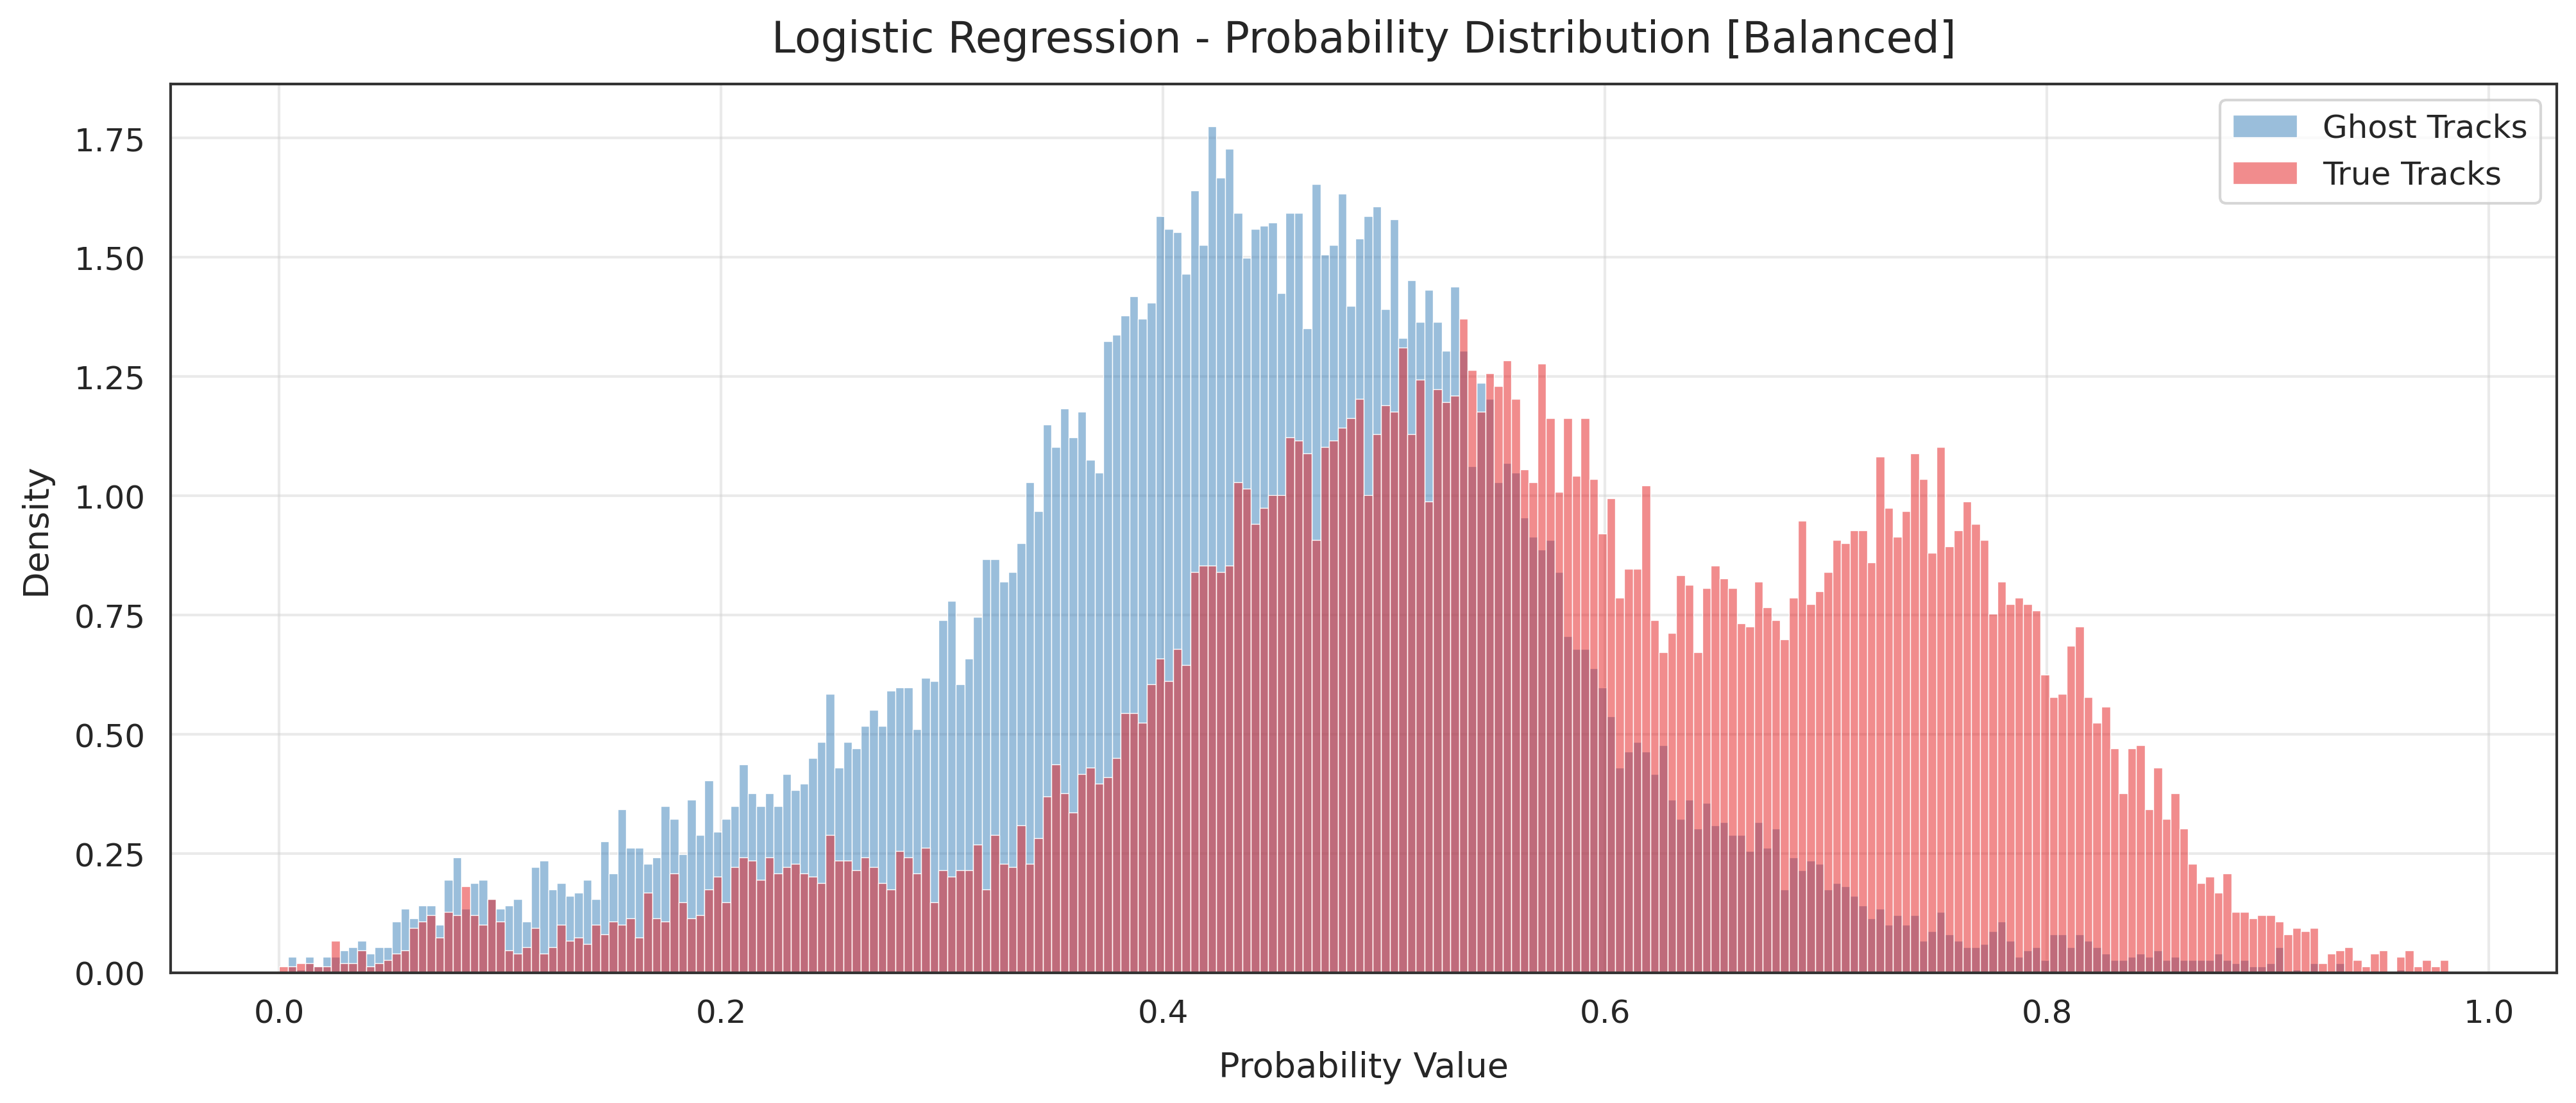 Logistic Regression - Probability Distribution [Balanced]
Ghost Tracks
True Tracks
Density
1.75
1.50
1.25
1.00
0.75
0.50
0.25
0.00
0.0 0.2 0.4 0.6 0.8 1.0
Probability Value